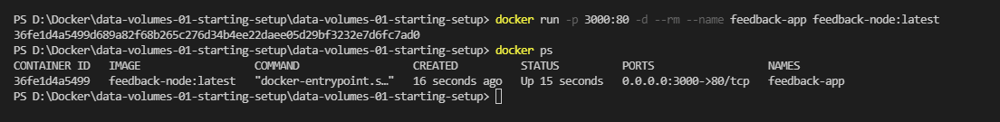 PS D:\Docker\data-volumes-01-starting-setup\data-volumes-01-starting-setup> docker run -p 3000:80 -d --rm --name feedback-app feedback-node:latest
36fe1d4a5499d689a82f68b265c276d34b4ee22daee05d29bf3232e7d6fc7ad0
PS D:\Docker\data-volumes-01-starting-setup\data-volumes-01-starting-setup> docker ps
CONTAINER ID   IMAGE                  COMMAND                  CREATED          STATUS          PORTS                  NAMES
36fe1d4a5499   feedback-node:latest   "docker-entrypoint.s…"   16 seconds ago   Up 15 seconds   0.0.0.0:3000->80/tcp   feedback-app
PS D:\Docker\data-volumes-01-starting-setup\data-volumes-01-starting-setup>